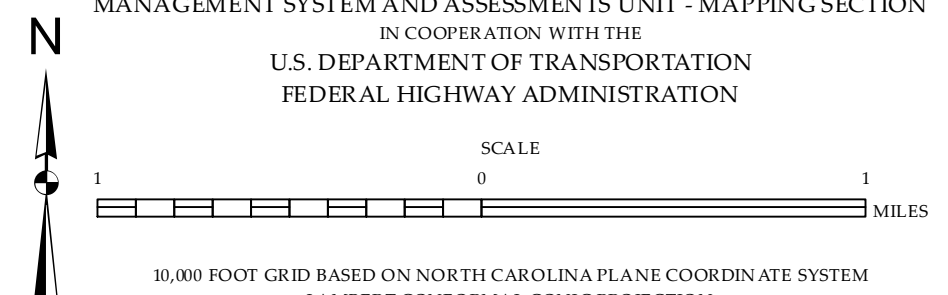 MANAGEMENT SYSTEM AND ASSESSMENTS UNIT - MAPPING SECTION
N
IN COOPERATION WITH THE
U.S. DEPARTMENT OF TRANSPORTATION
FEDERAL HIGHWAY ADMINISTRATION
SCALE
1 0 1
MILES
10,000 FOOT GRID BASED ON NORTH CAROLINA PLANE COORDINATE SYSTEM